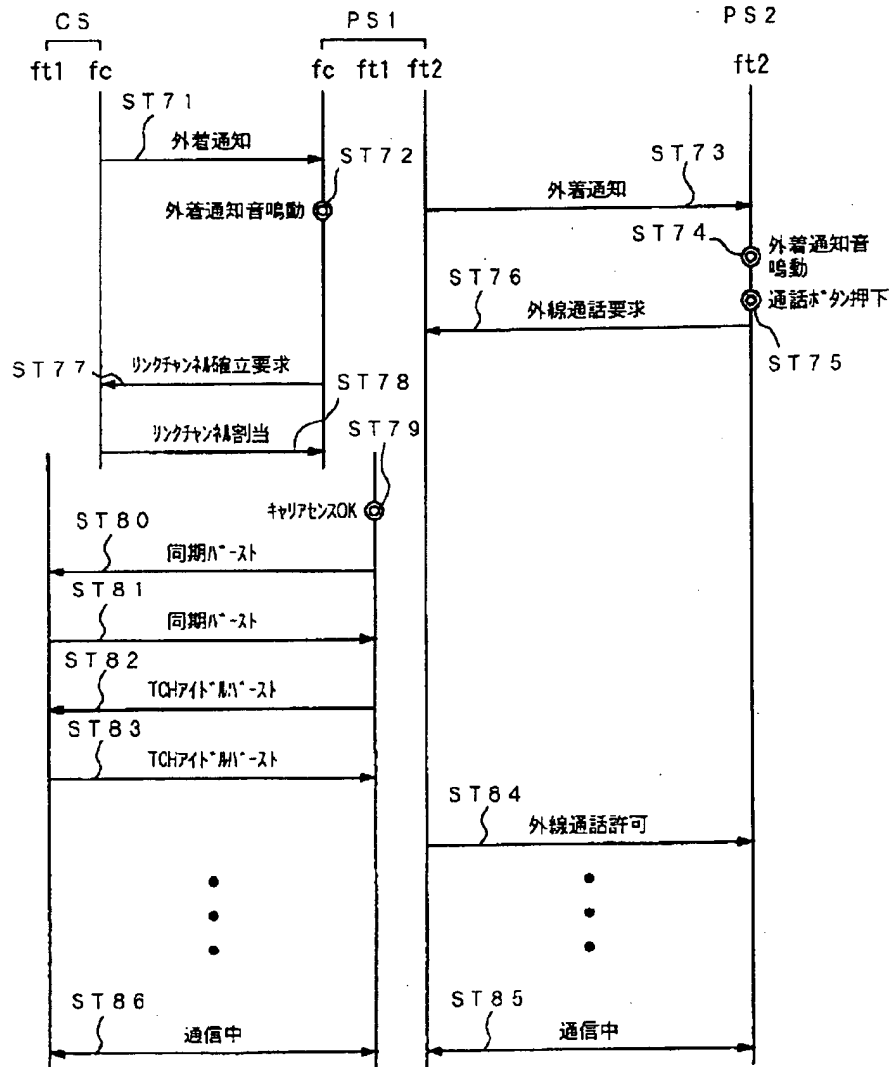 CS
PS1
PS2
ft1 fc
fc ft1 ft2
ft2
ST71
外着通知
ST72
外着通知音鳴動
ST73
外着通知
ST74
外着通知音
鳴動
ST76
外線通話要求
通話ボタン押下
ST75
ST77
リンクチャンネル確立要求
ST78
リンクチャンネル割当
ST79
キャリアセンスOK
ST80
同期バースト
ST81
同期バースト
ST82
TCHアイドルバースト
ST83
TCHアイドルバースト
ST84
外線通話許可
ST86
通信中
ST85
通信中